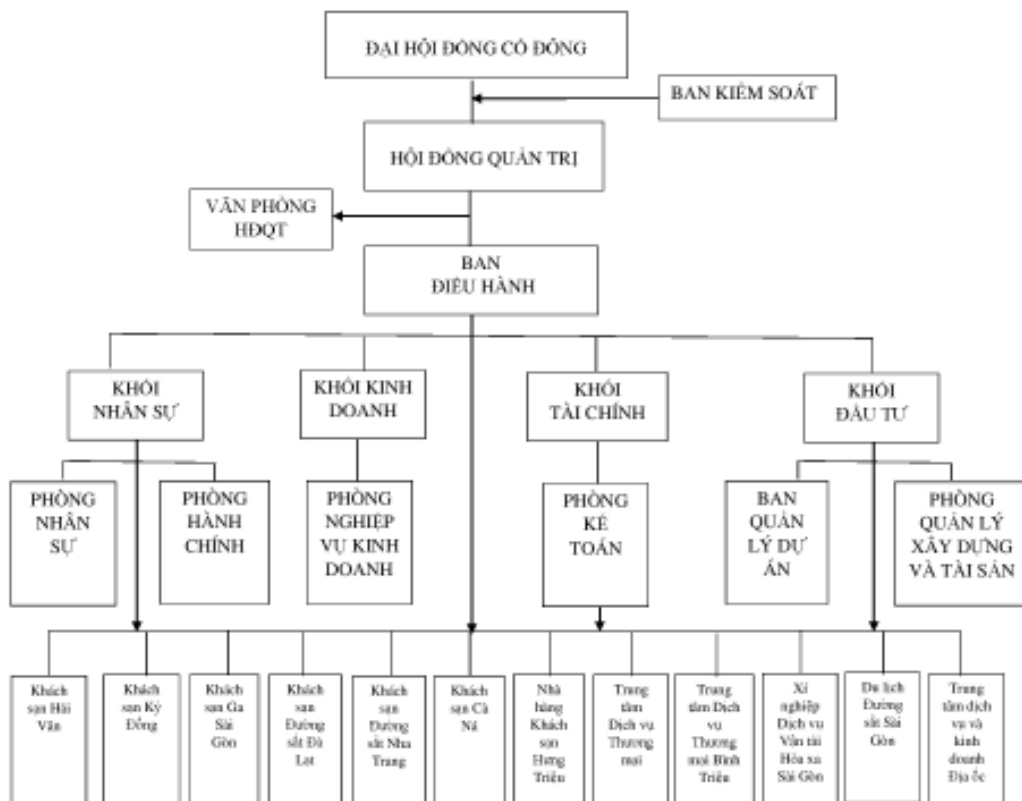 ĐẠI HỘI ĐỒNG CỔ ĐÔNG
BAN KIỂM SOÁT
HỘI ĐỒNG QUẢN TRỊ
VĂN PHÒNG
HĐQT
BAN
ĐIỀU HÀNH
KHỐI
NHÂN SỰ
KHỐI KINH
DOANH
KHỐI
TÀI CHÍNH
KHỐI
ĐẦU TƯ
PHÒNG
NHÂN
SỰ
PHÒNG
HÀNH
CHÍNH
PHÒNG
NGHIỆP
VỤ KINH
DOANH
PHÒNG
KẾ
TOÁN
BAN
QUẢN
LÝ DỰ
ÁN
PHÒNG
QUẢN LÝ
XÂY DỰNG
VÀ TÀI SẢN
Khách
sạn Hải
Vân
Khách
sạn Kỳ
Đồng
Khách
sạn Ga
Sài
Gòn
Khách
sạn
Đường
sắt Đà
Lạt
Khách
sạn
Đường
sắt Nha
Trang
Khách
sạn Cà
Ná
Nhà
hàng
Khách
sạn
Hưng
Triệu
Trung
tâm
Dịch vụ
Thương
mại
Trung
tâm Dịch
vụ
Thương
mại Bình
Triệu
Xí
nghiệp
Dịch vụ
Vận tải
Hỏa xa
Sài Gòn
Du lịch
Đường
sắt Sài
Gòn
Trung
tâm dịch
vụ và
kinh
doanh
Địa ốc